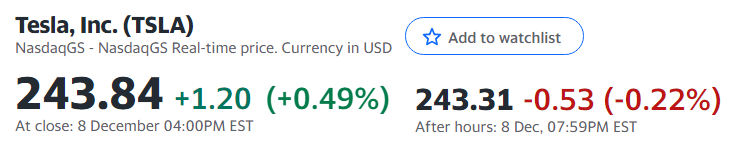 Tesla, Inc. (TSLA)
NasdaqGS - NasdaqGS Real-time price. Currency in USD
Add to watchlist
243.84 +1.20 (+0.49%)
At close: 8 December 04:00PM EST
243.31 -0.53 (-0.22%)
After hours: 8 Dec, 07:59PM EST